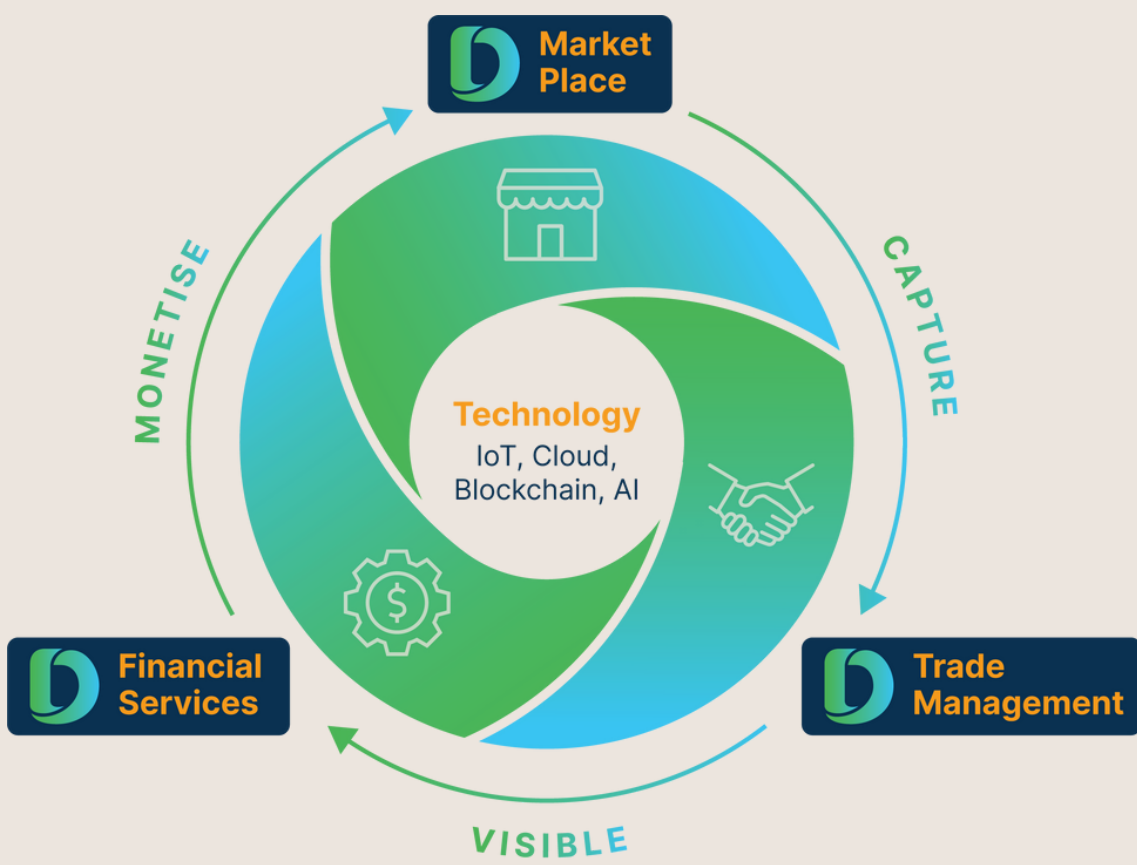 Market
Place
CAPTURE
MONETISE
Technology
IoT, Cloud,
Blockchain, AI
$
Financial
Services
Trade
Management
VISIBLE